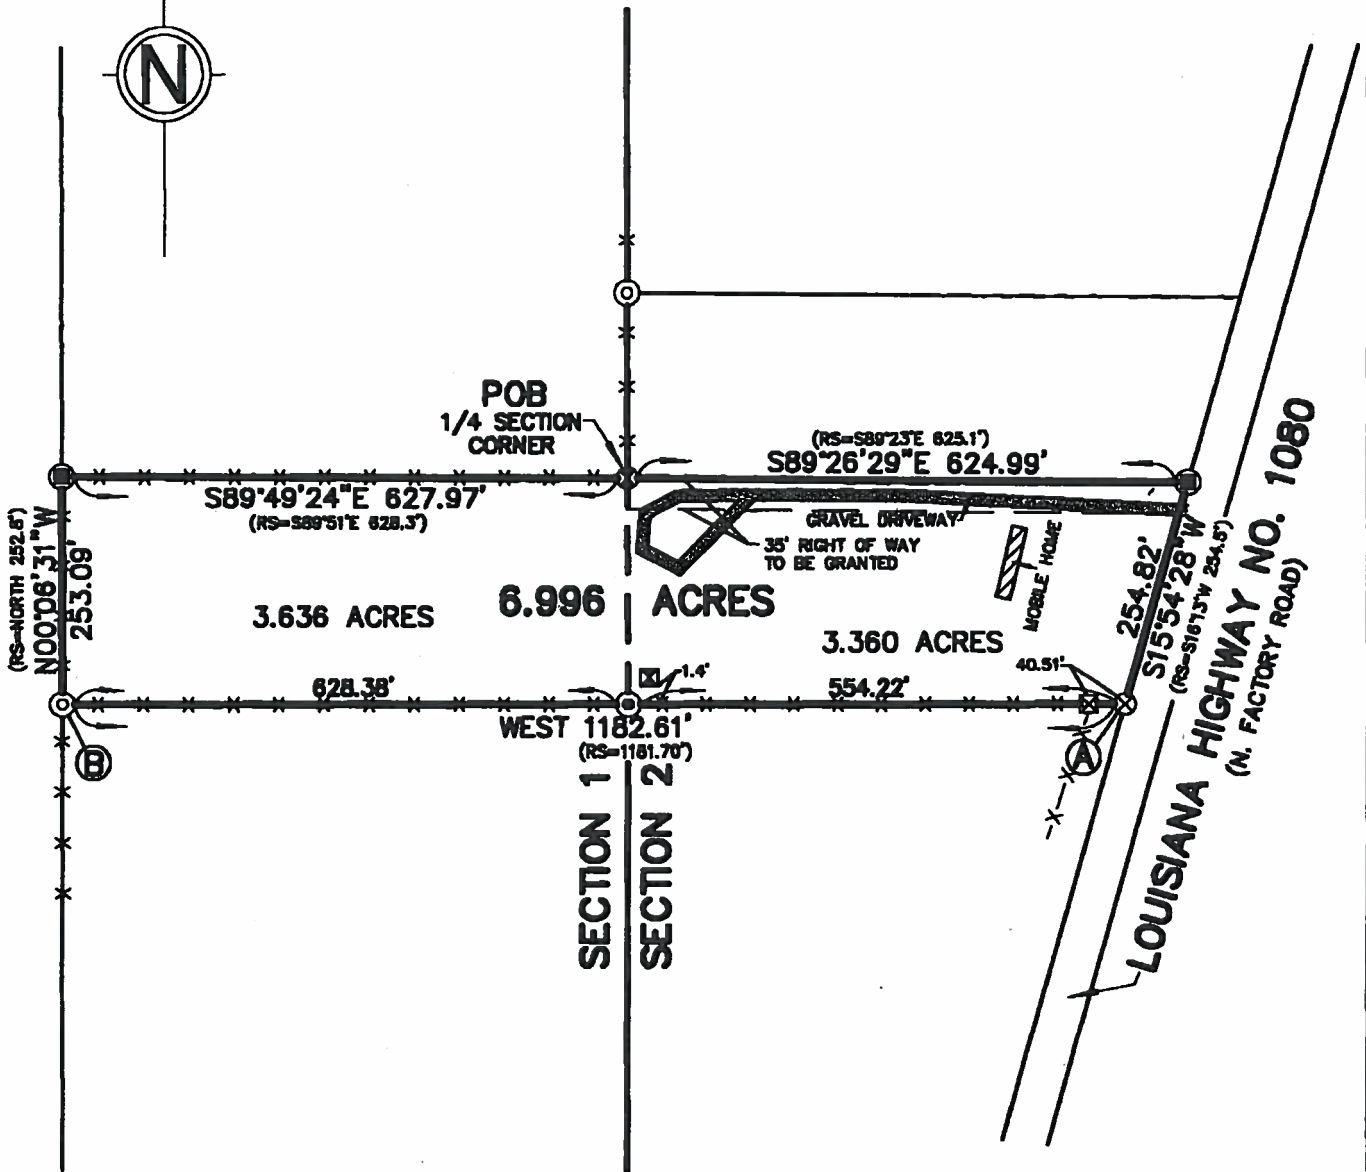 N
POB
1/4 SECTION
CORNER
(RS=S89°23'E 625.1')
S89°26'29"E 624.99'
S89°49'24"E 627.97'
(RS=S89°51'E 628.3')
GRAVEL DRIVEWAY
35' RIGHT OF WAY
TO BE GRANTED
MOBILE HOME
(RS=NORTH 252.8')
N00°06'31"W
253.09'
3.636 ACRES
6.996 ACRES
3.360 ACRES
254.82'
S15°54'28"W
(RS=S16°13'W 254.5')
1.4'
40.51'
628.38'
554.22'
WEST 1182.61'
(RS=1181.70')
B
A
SECTION 1
SECTION 2
LOUISIANA HIGHWAY NO. 1080
(N. FACTORY ROAD)